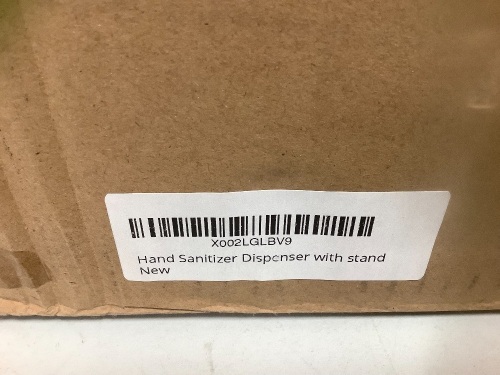 X002LGLBV9
Hand Sanitizer Dispenser with stand
New